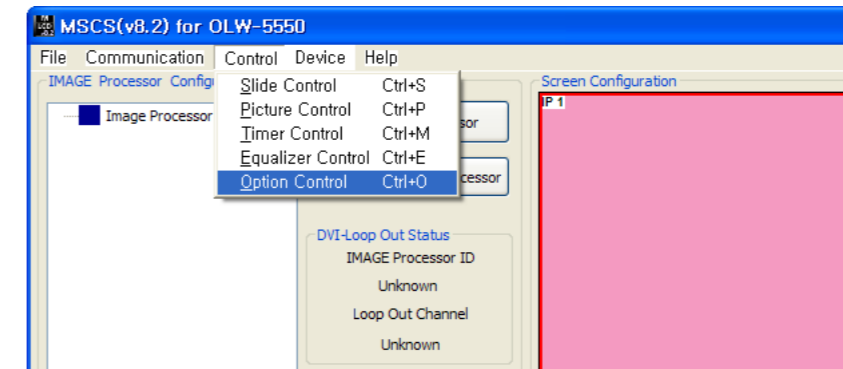 MSCS(v8.2) for OLW-5550
File Communication Control Device Help
IMAGE Processor Configu
Image Processor
Slide Control Ctrl+S
Picture Control Ctrl+P
Timer Control Ctrl+M
Equalizer Control Ctrl+E
Option Control Ctrl+O
sor
cessor
DVI-Loop Out Status
IMAGE Processor ID
Unknown
Loop Out Channel
Unknown
Screen Configuration
IP 1